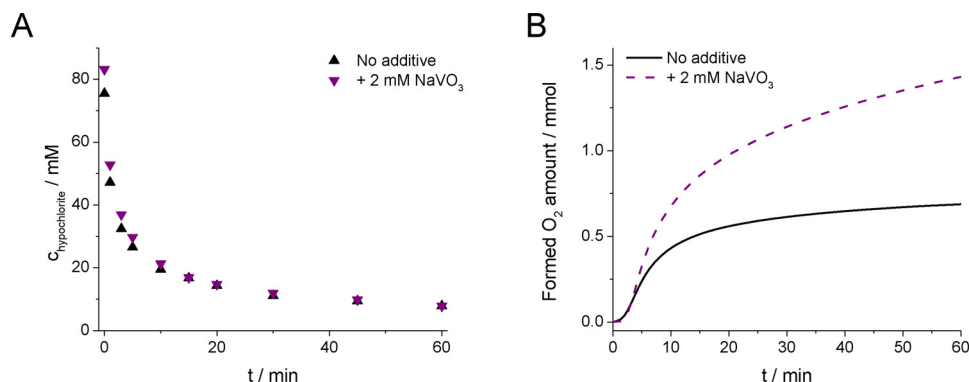 A
No additive
+ 2 mM NaVO3
80
60
40
20
0
c hypochlorite / mM
0
20
40
60
t / min
B
No additive
+ 2 mM NaVO3
1.5
1.0
0.5
0.0
Formed O2 amount / mmol
0
10
20
30
40
50
60
t / min